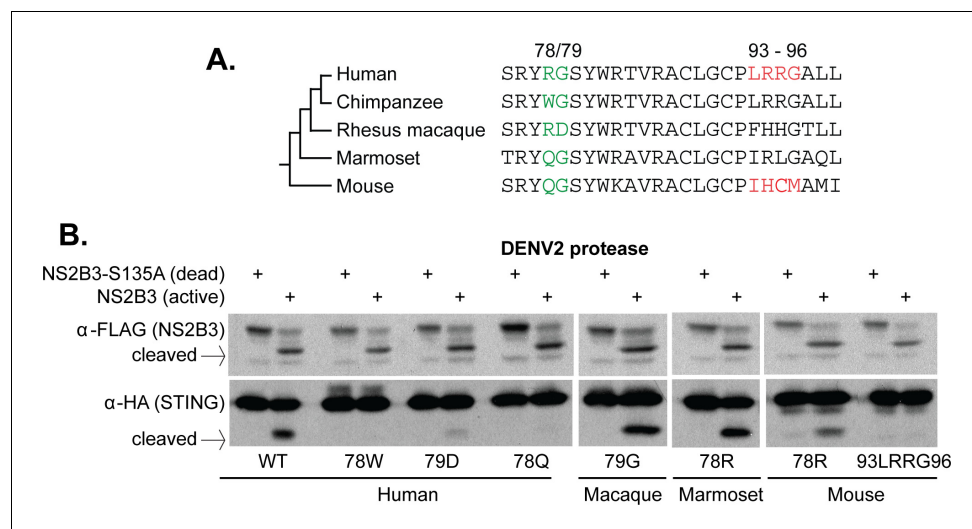 A.
78/79 93 - 96
Human SRYRGSYWRTVRACLGCPLRRGALL
Chimpanzee SRYWGSYWRTVRACLGCPLRRGALL
Rhesus macaque SRYRDSYWRTVRACLGCPFHHGTLL
Marmoset TRYQGSYWRAVRACLGCPIRLGAQL
Mouse SRYQGSYWKAVRACLGCPIHCMAMI
B.
DENV2 protease
NS2B3-S135A (dead) + + + + + + + +
NS2B3 (active) + + + + + + + +
α-FLAG (NS2B3)
cleaved
α-HA (STING)
cleaved
WT 78W 79D 78Q 79G 78R 78R 93LRRG96
Human Macaque Marmoset Mouse